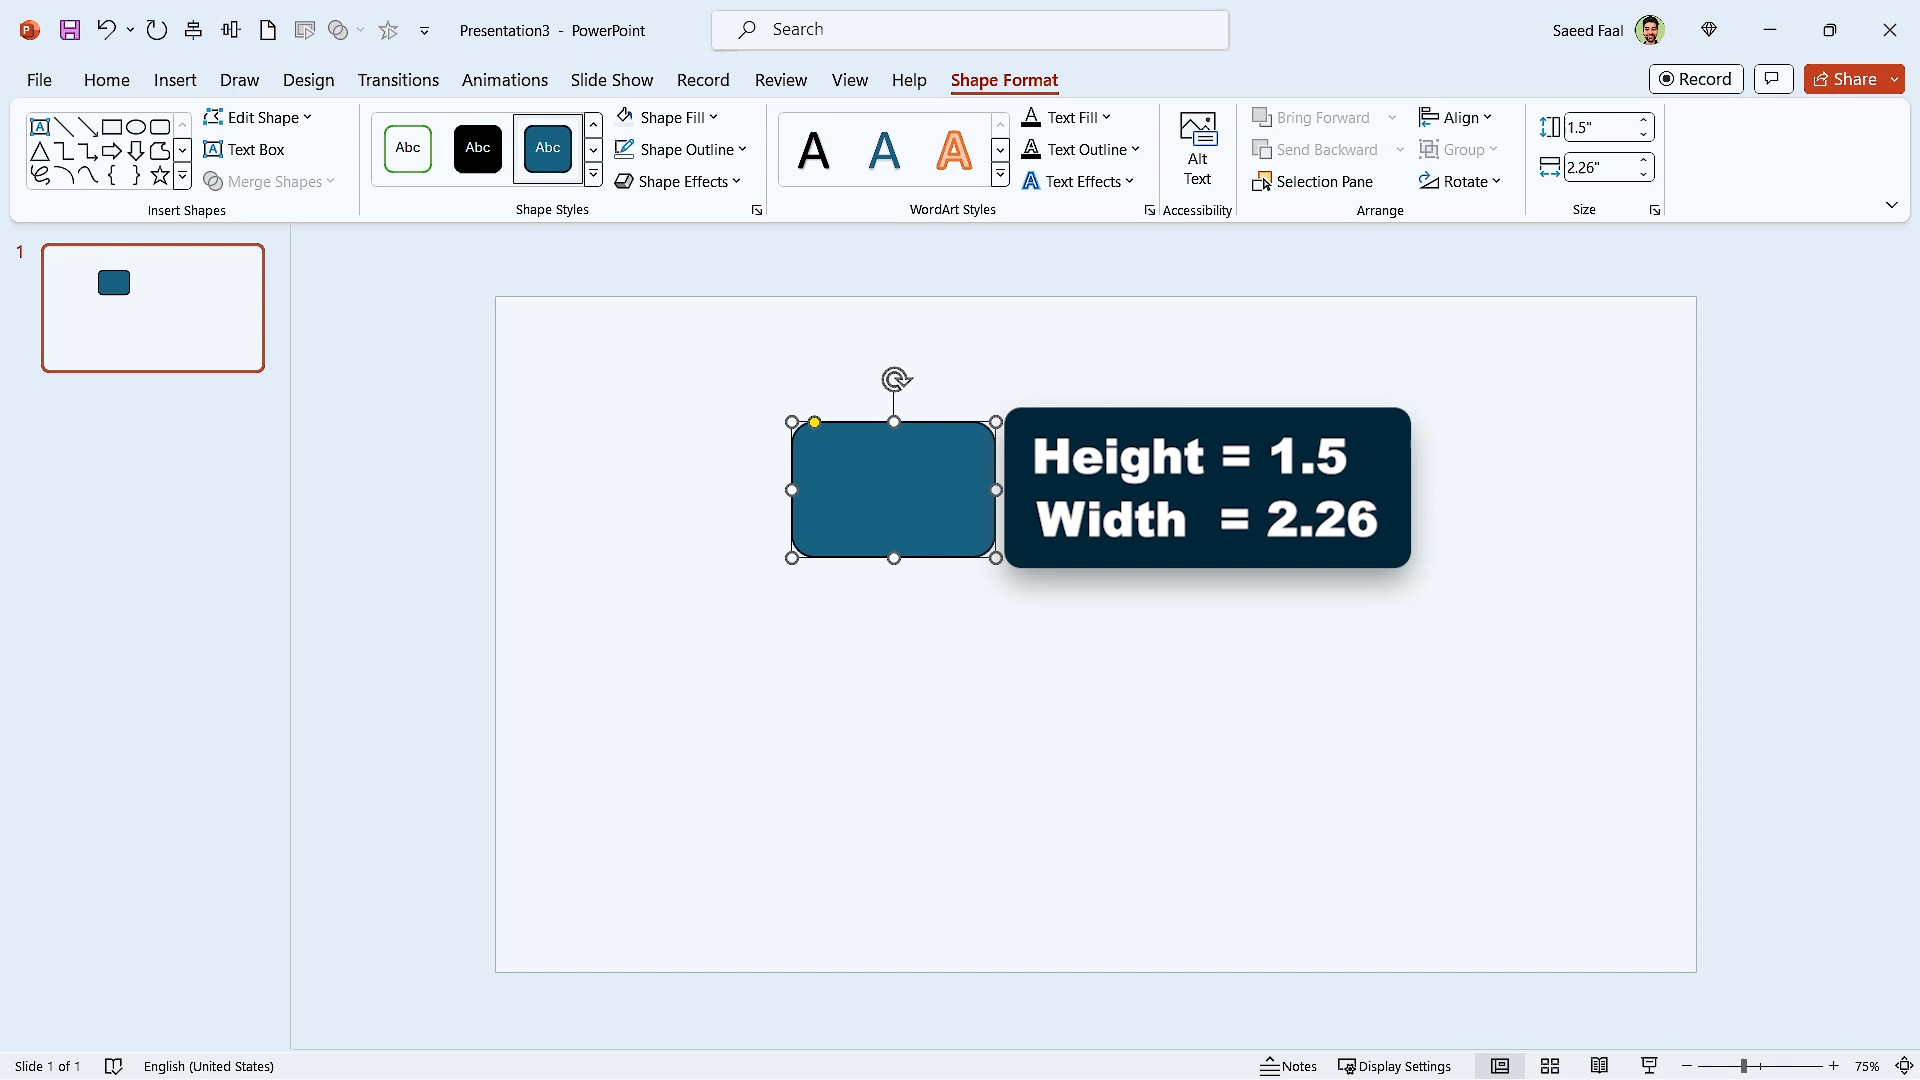 Presentation3 - PowerPoint
Search
Saeed Faal
File Home Insert Draw Design Transitions Animations Slide Show Record Review View Help Shape Format
Record Share
Edit Shape
Text Box
Merge Shapes
Insert Shapes
Abc Abc Abc
Shape Fill
Shape Outline
Shape Effects
Shape Styles
A A A
Text Fill
Text Outline
Text Effects
WordArt Styles
Alt
Text
Accessibility
Bring Forward
Send Backward
Selection Pane
Align
Group
Rotate
Arrange
1.5"
2.26"
Size
1
Height = 1.5
Width = 2.26
Slide 1 of 1 English (United States) Notes Display Settings 75%